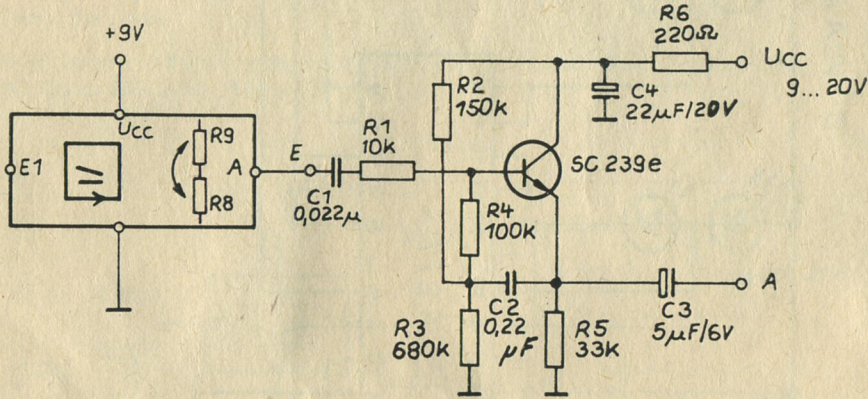 +9V
UCC
E1
R9
R8
A
E
C1
0,022µ
R1
10k
R2
150k
R4
100k
R3
680k
C2
0,22
µF
R5
33k
SC 239e
C4
22µF/20V
R6
220Ω
UCC
9...20V
C3
5µF/6V
A